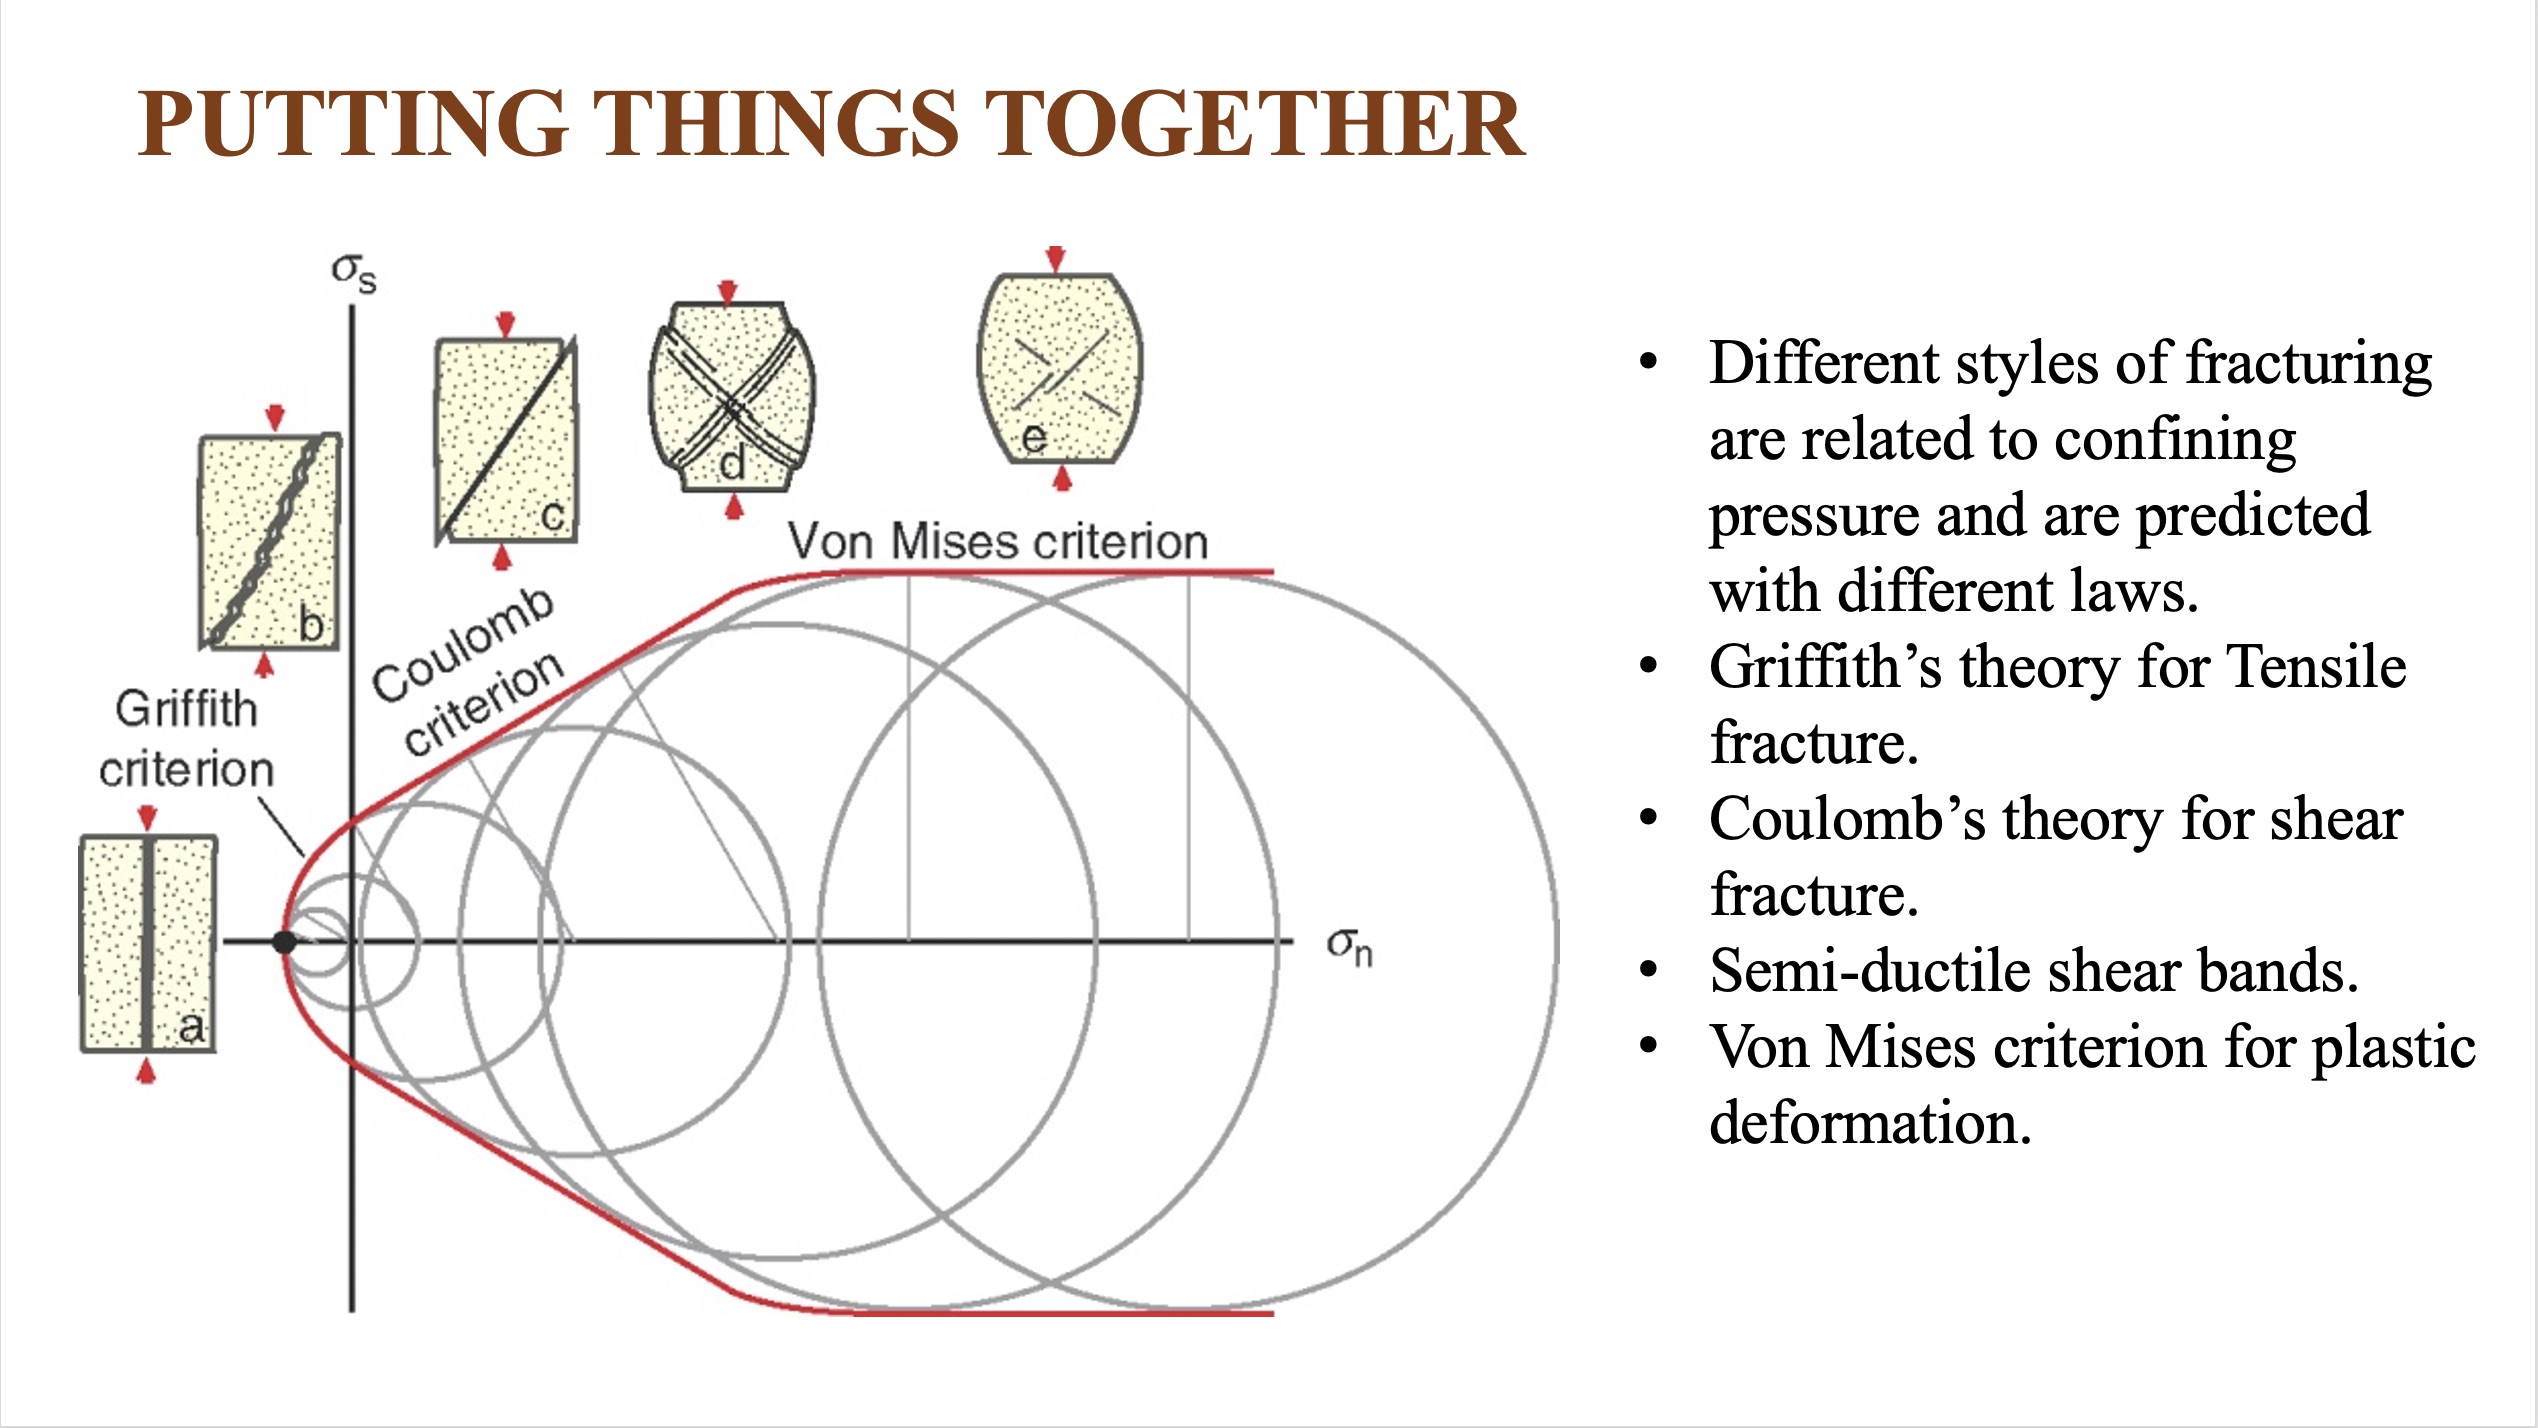 PUTTING THINGS TOGETHER
σs
b
c
d
e
Von Mises criterion
Coulomb
criterion
Griffith
criterion
a
σn
• Different styles of fracturing
are related to confining
pressure and are predicted
with different laws.
• Griffith’s theory for Tensile
fracture.
• Coulomb’s theory for shear
fracture.
• Semi-ductile shear bands.
• Von Mises criterion for plastic
deformation.